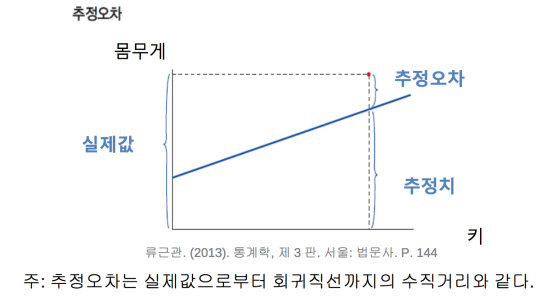 추정오차
몸무게
추정오차
실제값
추정치
키
류근관. (2013). 통계학, 제 3 판. 서울: 법문사. P. 144
주: 추정오차는 실제값으로부터 회귀직선까지의 수직거리와 같다.